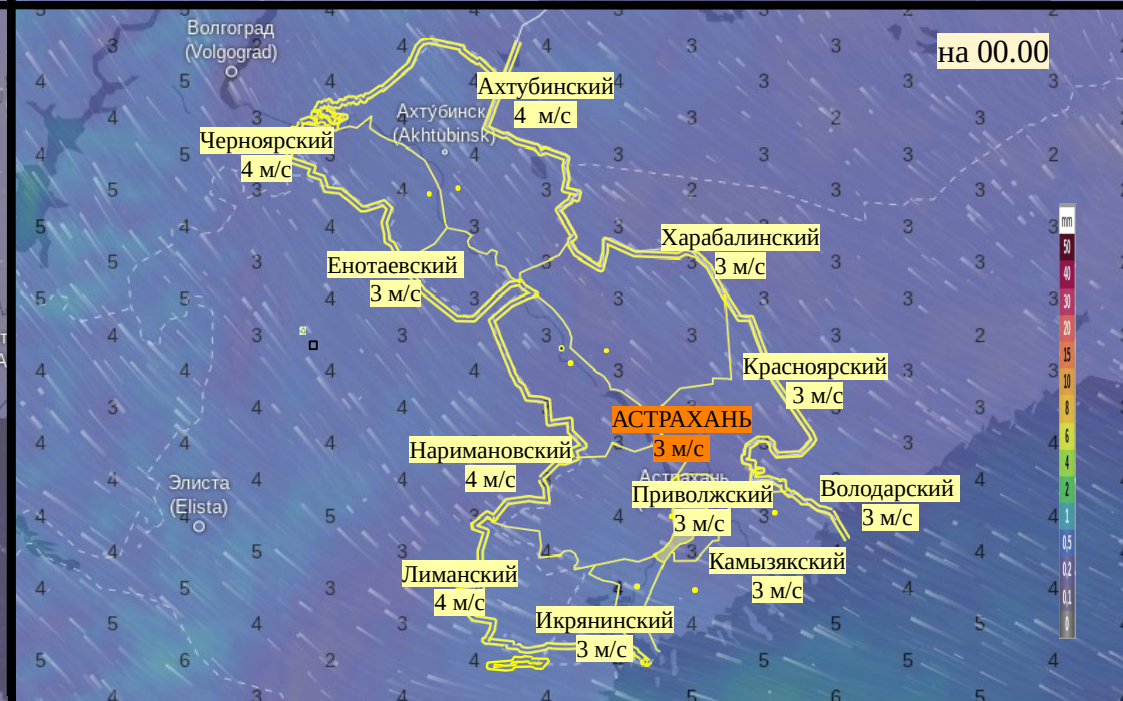 Волгоград
(Volgograd)
на 00.00
Ахтубинский
4 м/с
Ахту́бинск
(Akhtubinsk)
Черноярский
4 м/с
Харабалинский
3 м/с
Енотаевский
3 м/с
Красноярский
3 м/с
АСТРАХАНЬ
3 м/с
Наримановский
4 м/с
Астрахань
Элиста
(Elista)
Приволжский
3 м/с
Володарский
3 м/с
Камызякский
3 м/с
Лиманский
4 м/с
Икрянинский
3 м/с
mm
50
40
30
20
15
10
8
6
4
2
1
0,5
0,2
0,1
0